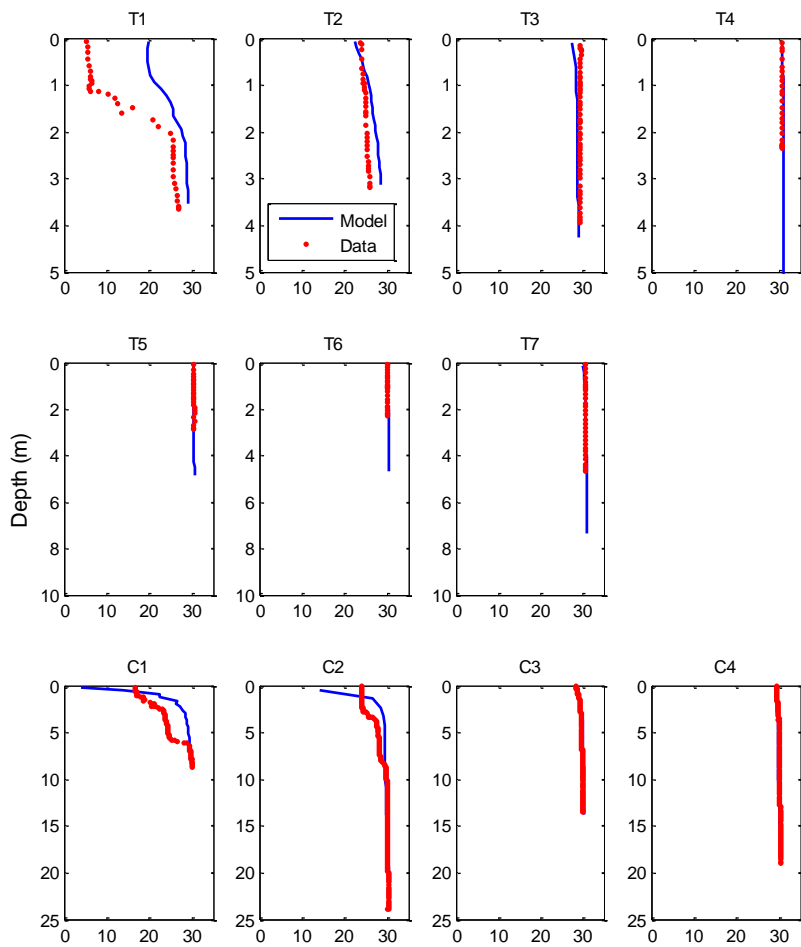 T1 T2 T3 T4
0 0 0 0
1 1 1 1
2 2 2 2
3 3 3 3
Model
4 4 4 4
Data
5 5 5 5
0 10 20 30 0 10 20 30 0 10 20 30 0 10 20 30
T5 T6 T7
0 0 0
2 2 2
4 4 4
Depth (m)
6 6 6
8 8 8
10 10 10
0 10 20 30 0 10 20 30 0 10 20 30
C1 C2 C3 C4
0 0 0 0
5 5 5 5
10 10 10 10
15 15 15 15
20 20 20 20
25 25 25 25
0 10 20 30 0 10 20 30 0 10 20 30 0 10 20 30